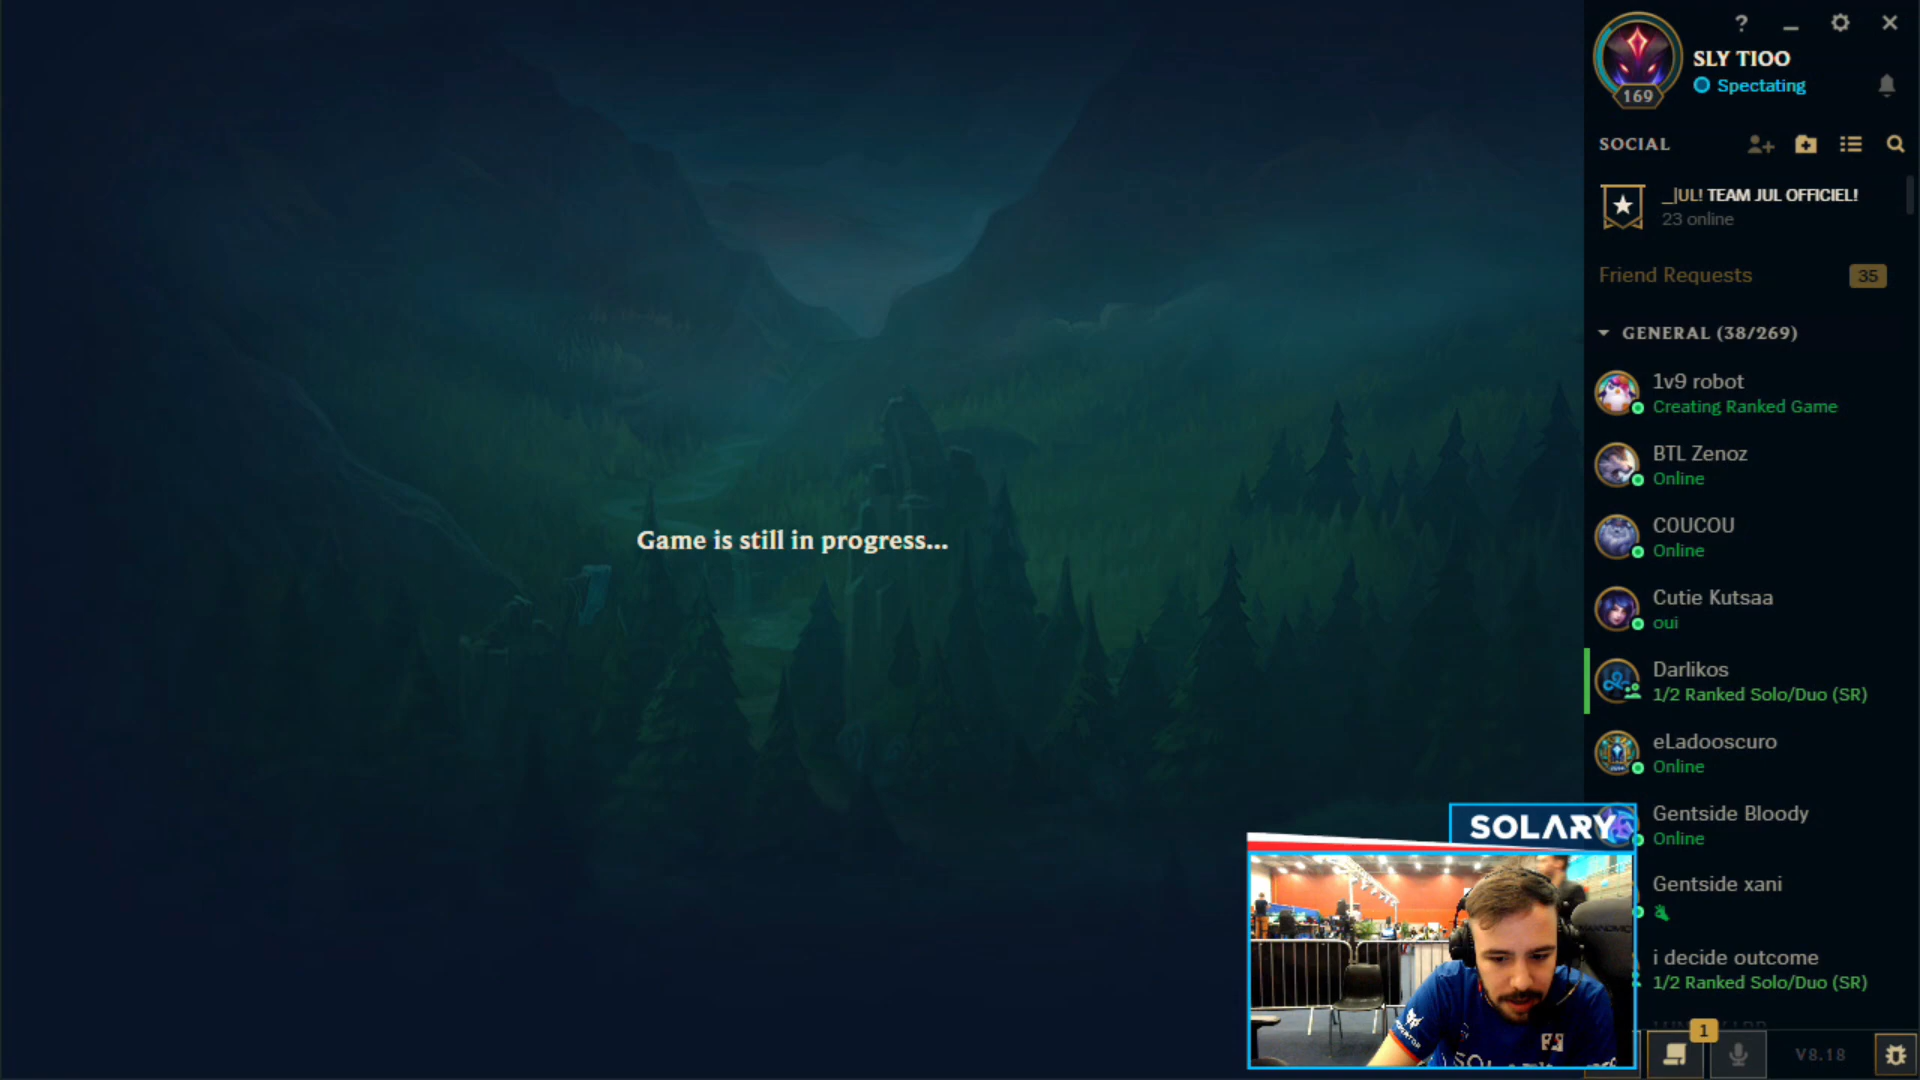 ?
SLY TIOO
Spectating
169
SOCIAL
_|UL! TEAM JUL OFFICIEL!
23 online
Friend Requests
35
GENERAL (38/269)
1v9 robot
Creating Ranked Game
BTL Zenoz
Online
COUCOU
Online
Game is still in progress...
Cutie Kutsaa
oui
Darlikos
1/2 Ranked Solo/Duo (SR)
eLadooscuro
Online
Gentside Bloody
Online
SOLARY
Gentside xani
i decide outcome
1/2 Ranked Solo/Duo (SR)
1
V8.18